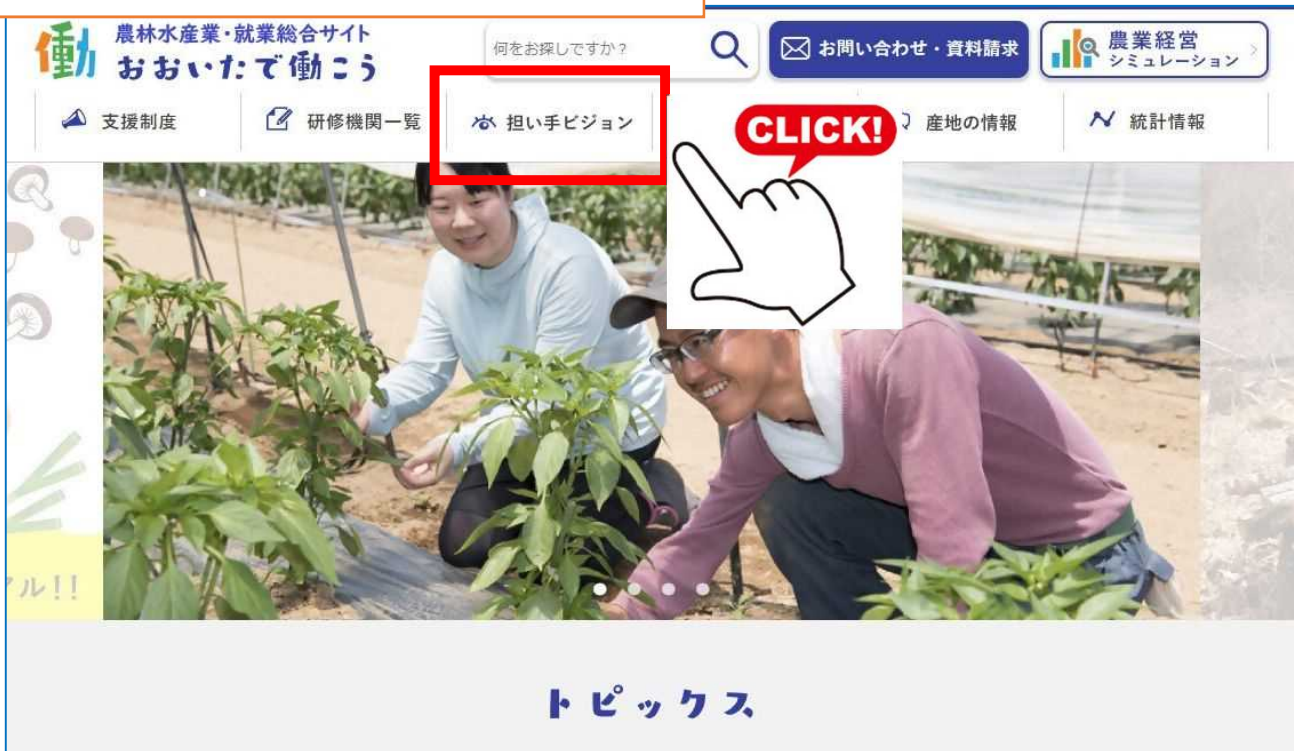 農林水産業・就業総合サイト
おおいたで働こう
何をお探しですか？
お問い合わせ・資料請求
農業経営
シミュレーション
支援制度
研修機関一覧
担い手ビジョン
CLICK!
産地の情報
統計情報
アル!!
トピックス